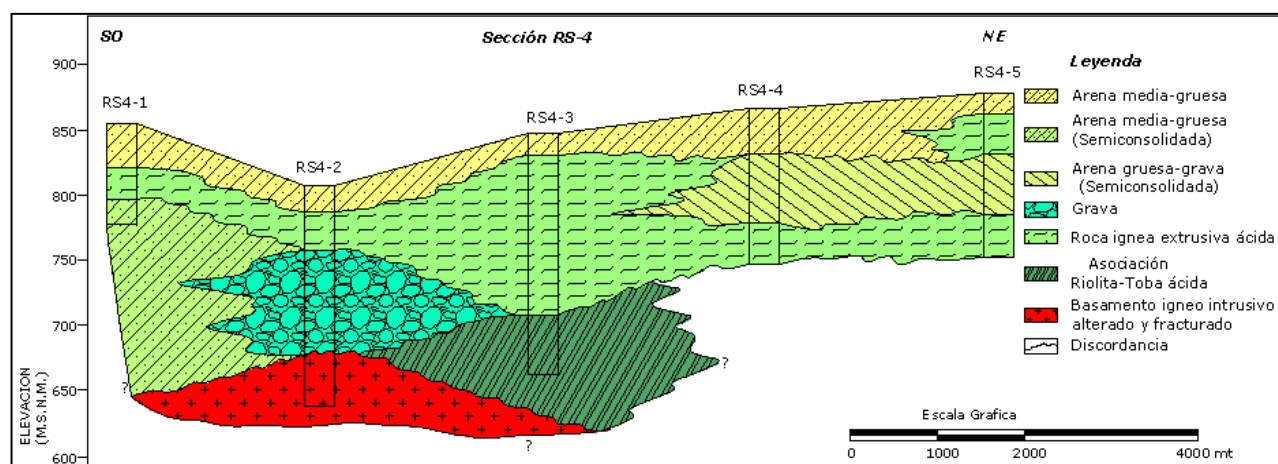 SO
Sección RS-4
NE
Leyenda
900
850
800
750
700
650
600
ELEVACION
(M.S.N.M.)
RS4-1
RS4-2
RS4-3
RS4-4
RS4-5
Arena media-gruesa
Arena media-gruesa
(Semiconsolidada)
Arena gruesa-grava
(Semiconsolidada)
Grava
Roca ignea extrusiva ácida
Asociación
Riolita-Toba ácida
Basamento igneo intrusivo
alterado y fracturado
Discordancia
?
?
?
Escala Grafica
0 1000 2000 4000 mt